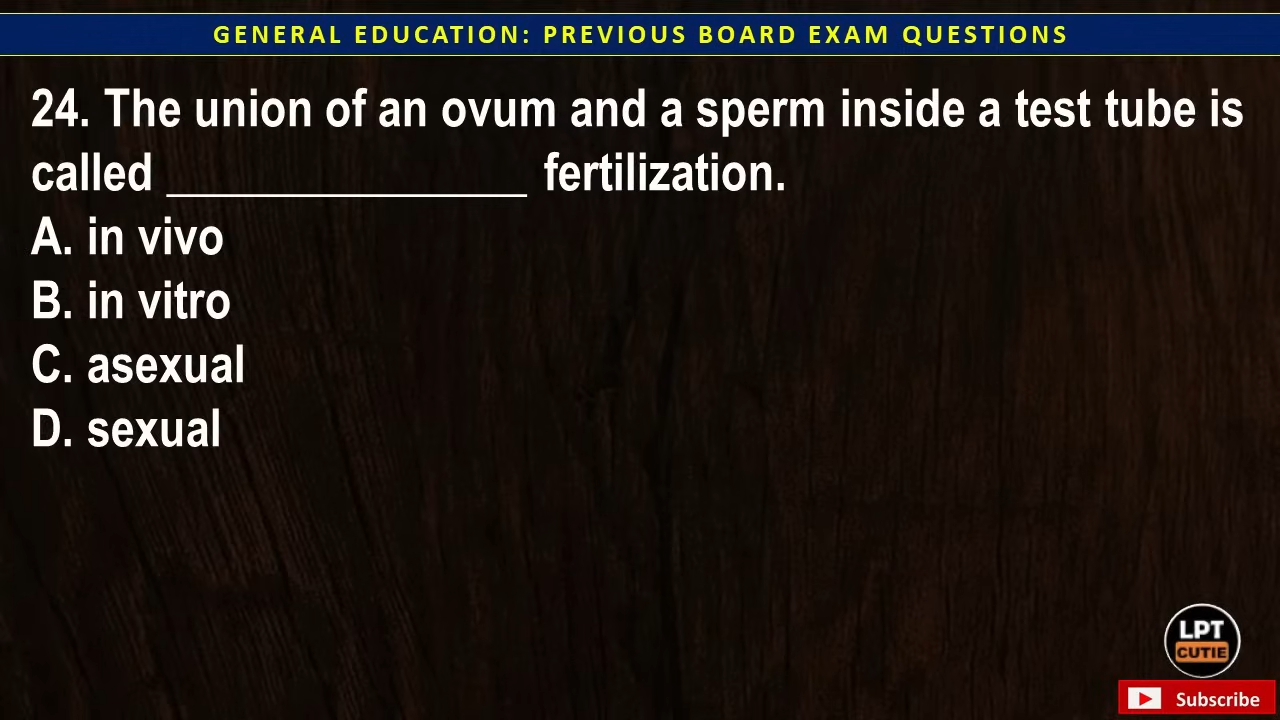 GENERAL EDUCATION: PREVIOUS BOARD EXAM QUESTIONS
24. The union of an ovum and a sperm inside a test tube is
called _______________ fertilization.
A. in vivo
B. in vitro
C. asexual
D. sexual
LPT
CUTIE
Subscribe